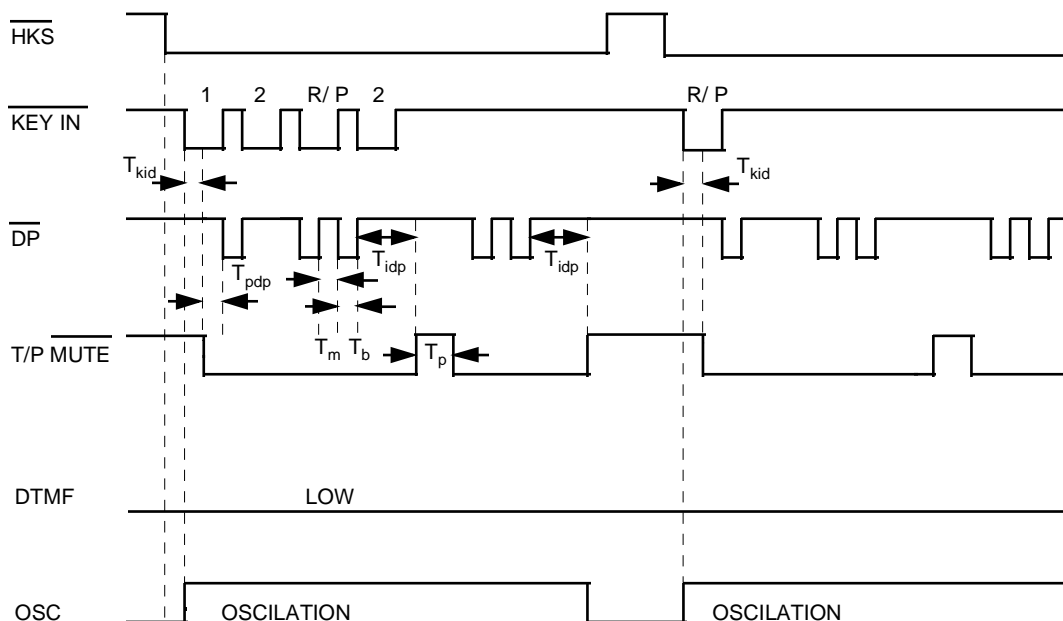 HKS
1 2 R/ P 2 R/ P
KEY IN
Tkid Tkid
DP
Tpdp Tidp Tidp
T/P MUTE
Tm Tb Tp
DTMF LOW
OSC OSCILATION OSCILATION